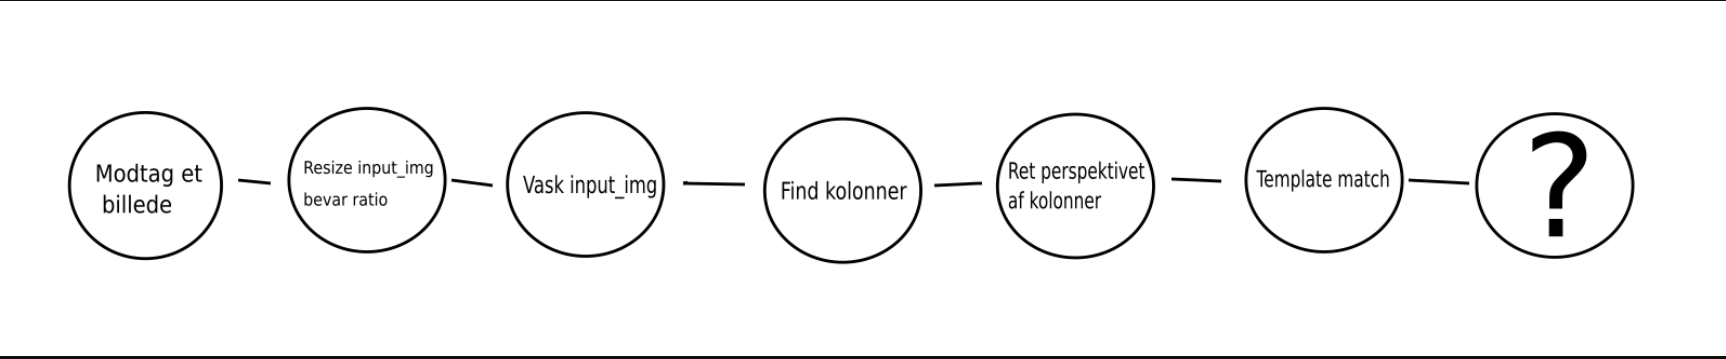 Modtag et
billede
Resize input_img
bevar ratio
Vask input_img
Find kolonner
Ret perspektivet
af kolonner
Template match
?